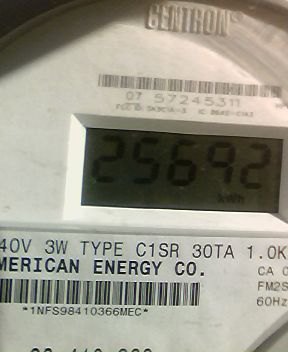 CENTRON®
07 57245311
25692
kWh
40V 3W TYPE C1SR 30TA 1.0K
MERICAN ENERGY CO.
CA 0
FM2S
60Hz
*1NFS98410366MEC*